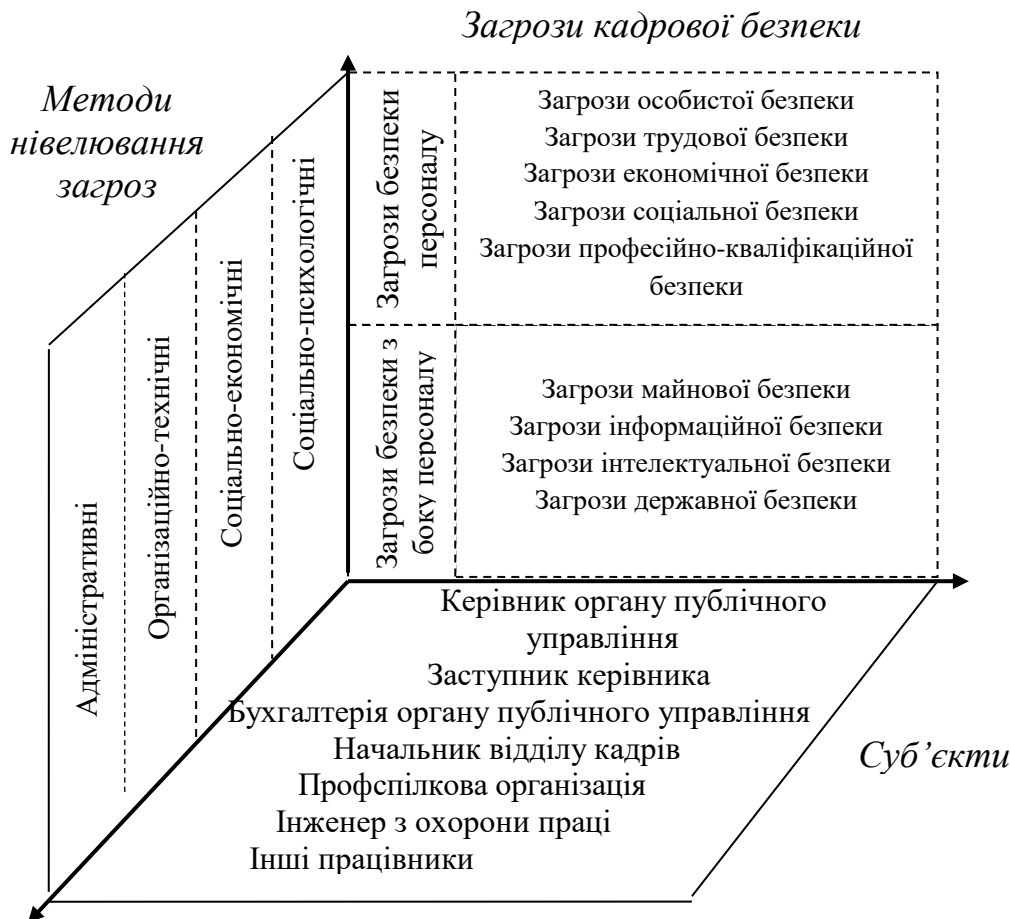 Загрози кадрової безпеки
Методи
нівелювання
загроз
Адміністративні
Організаційно-технічні
Соціально-економічні
Соціально-психологічні
Загрози безпеки
персоналу
Загрози особистої безпеки
Загрози трудової безпеки
Загрози економічної безпеки
Загрози соціальної безпеки
Загрози професійно-кваліфікаційної
безпеки
Загрози безпеки з
боку персоналу
Загрози майнової безпеки
Загрози інформаційної безпеки
Загрози інтелектуальної безпеки
Загрози державної безпеки
Керівник органу публічного
управління
Заступник керівника
Бухгалтерія органу публічного управління
Начальник відділу кадрів
Профспілкова організація
Інженер з охорони праці
Інші працівники
Суб’єкти